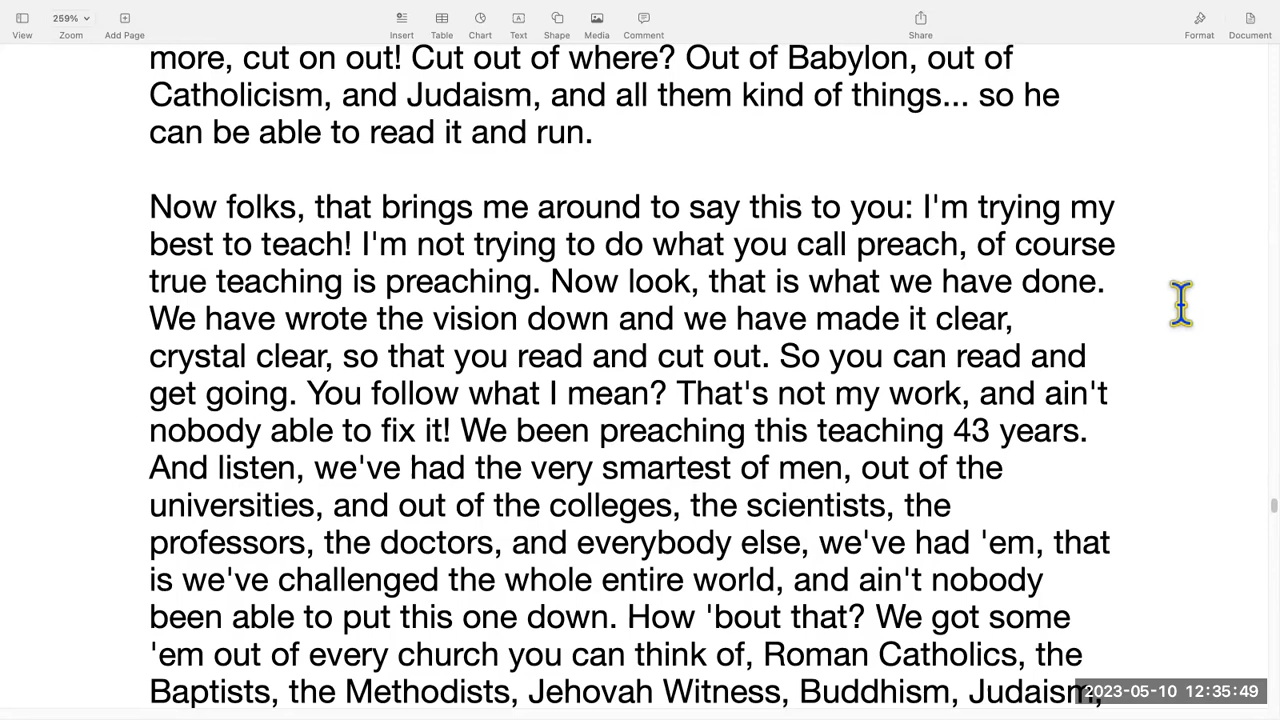 259%
View
Zoom
Add Page
Insert
Table
Chart
Text
Shape
Media
Comment
Share
Format
Document
more, cut on out! Cut out of where? Out of Babylon, out of
Catholicism, and Judaism, and all them kind of things... so he
can be able to read it and run.
Now folks, that brings me around to say this to you: I'm trying my
best to teach! I'm not trying to do what you call preach, of course
true teaching is preaching. Now look, that is what we have done.
We have wrote the vision down and we have made it clear,
crystal clear, so that you read and cut out. So you can read and
get going. You follow what I mean? That's not my work, and ain't
nobody able to fix it! We been preaching this teaching 43 years.
And listen, we've had the very smartest of men, out of the
universities, and out of the colleges, the scientists, the
professors, the doctors, and everybody else, we've had 'em, that
is we've challenged the whole entire world, and ain't nobody
been able to put this one down. How 'bout that? We got some
'em out of every church you can think of, Roman Catholics, the
Baptists, the Methodists, Jehovah Witness, Buddhism, Judaism,
2023-05-10 12:35:49